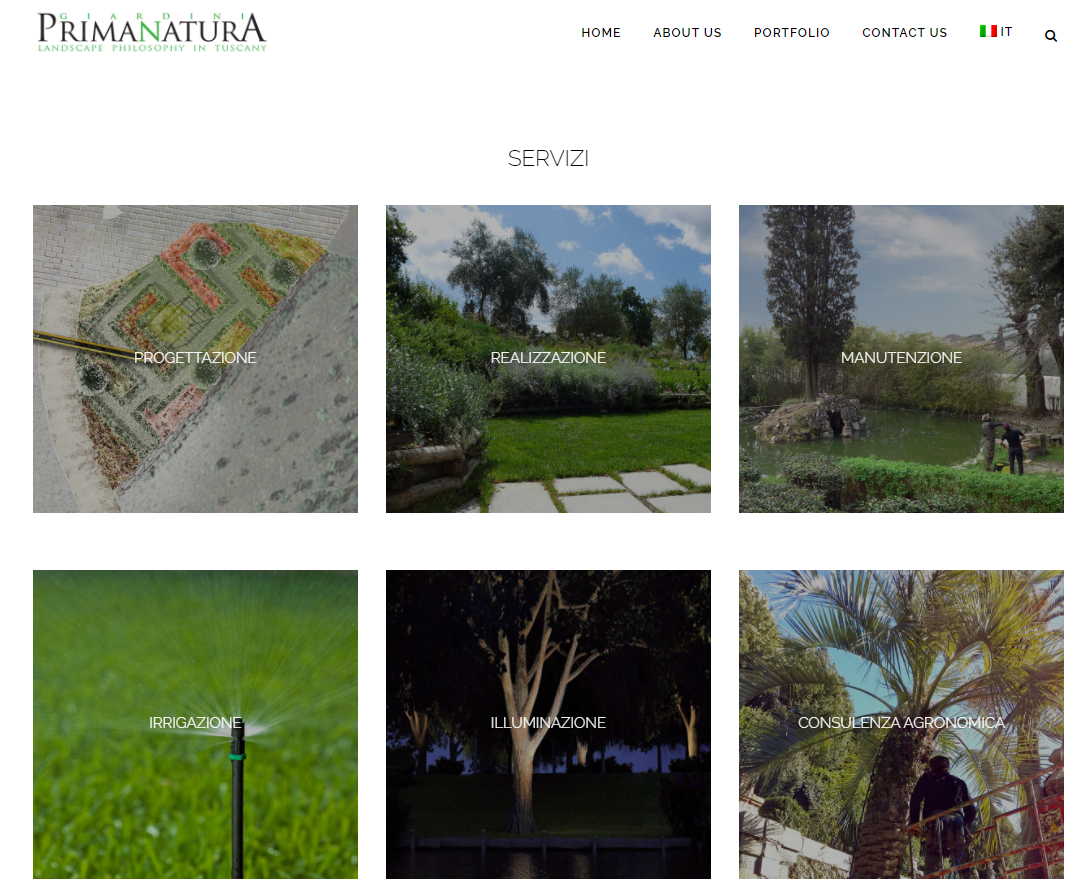 GIARDINI
PRIMANATURA
LANDSCAPE PHILOSOPHY IN TUSCANY
HOME ABOUT US PORTFOLIO CONTACT US IT
SERVIZI
PROGETTAZIONE REALIZZAZIONE MANUTENZIONE
IRRIGAZIONE ILLUMINAZIONE CONSULENZA AGRONOMICA